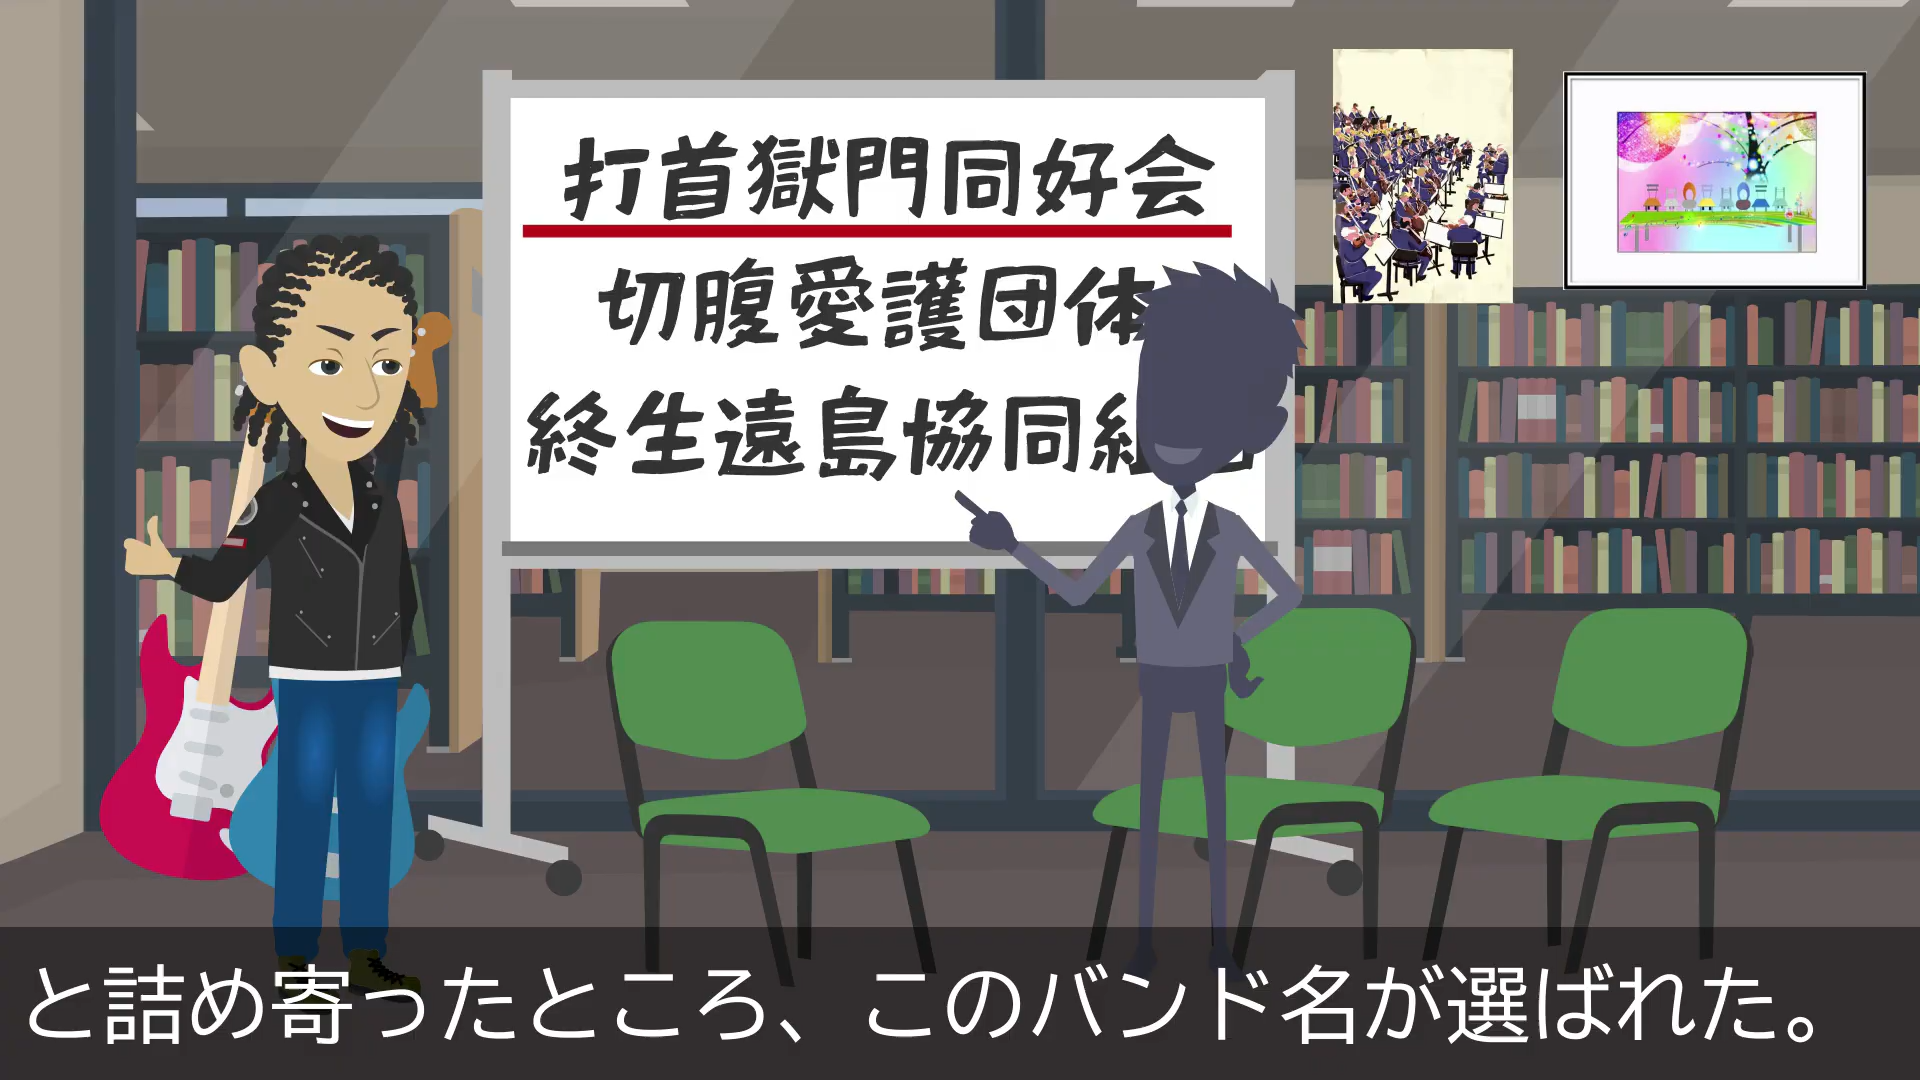 打首獄門同好会
切腹愛護団体
終生遠島協同組合
と詰め寄ったところ、このバンド名が選ばれた。